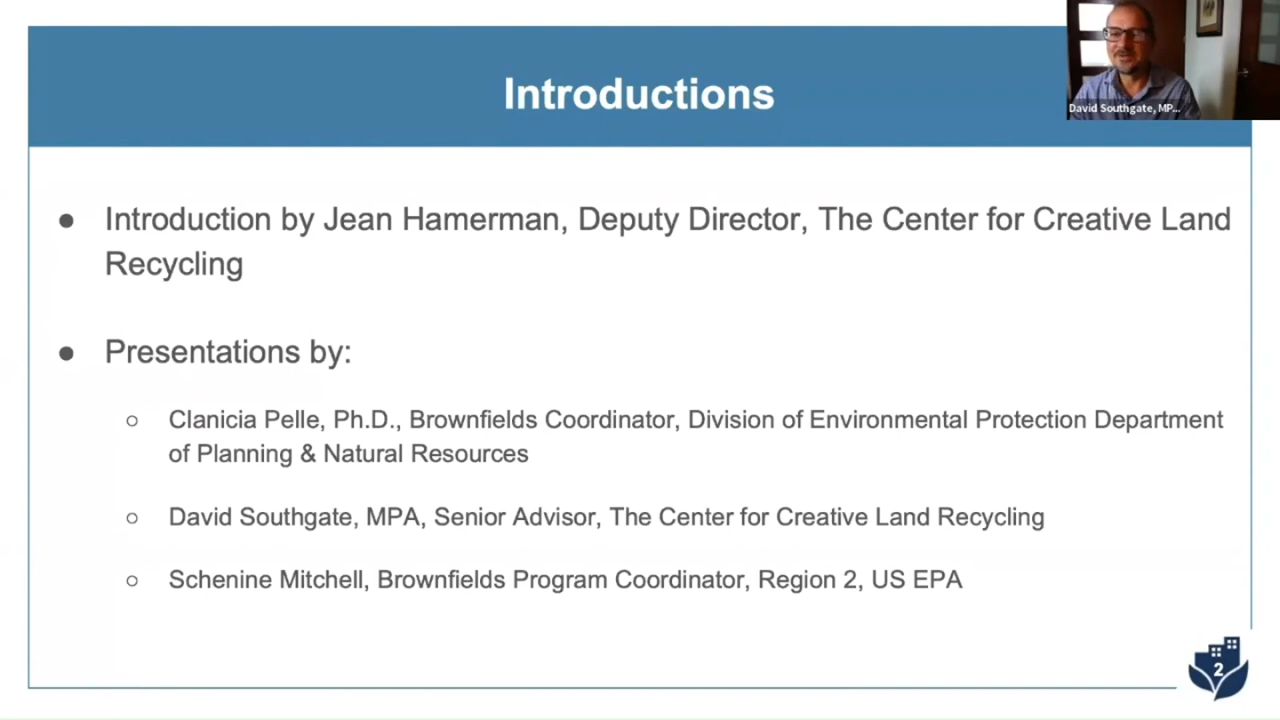 Introductions
David Southgate, MP...
● Introduction by Jean Hamerman, Deputy Director, The Center for Creative Land
Recycling
● Presentations by:
○ Clanicia Pelle, Ph.D., Brownfields Coordinator, Division of Environmental Protection Department
of Planning & Natural Resources
○ David Southgate, MPA, Senior Advisor, The Center for Creative Land Recycling
○ Schenine Mitchell, Brownfields Program Coordinator, Region 2, US EPA
2